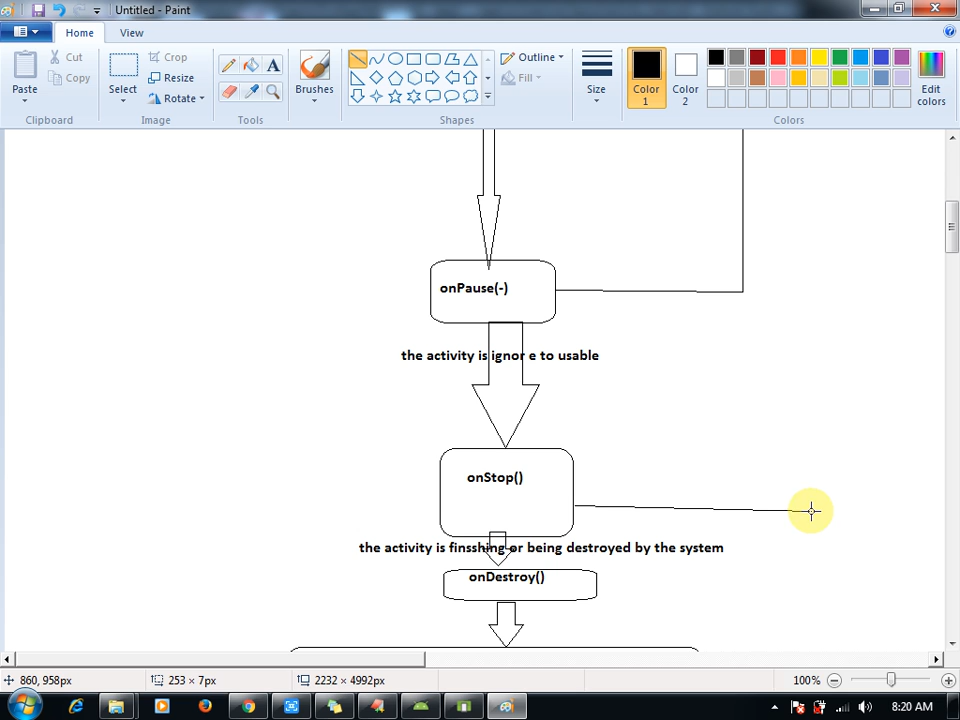 Untitled - Paint
Home
View
Paste
Cut
Copy
Clipboard
Select
Crop
Resize
Rotate
Image
Tools
Brushes
Shapes
Outline
Fill
Size
Color 1
Color 2
Edit colors
Colors
onPause(-)
the activity is ignor e to usable
onStop()
the activity is finsshing or being destroyed by the system
onDestroy()
860, 958px
253 × 7px
2232 × 4992px
100%
8:20 AM